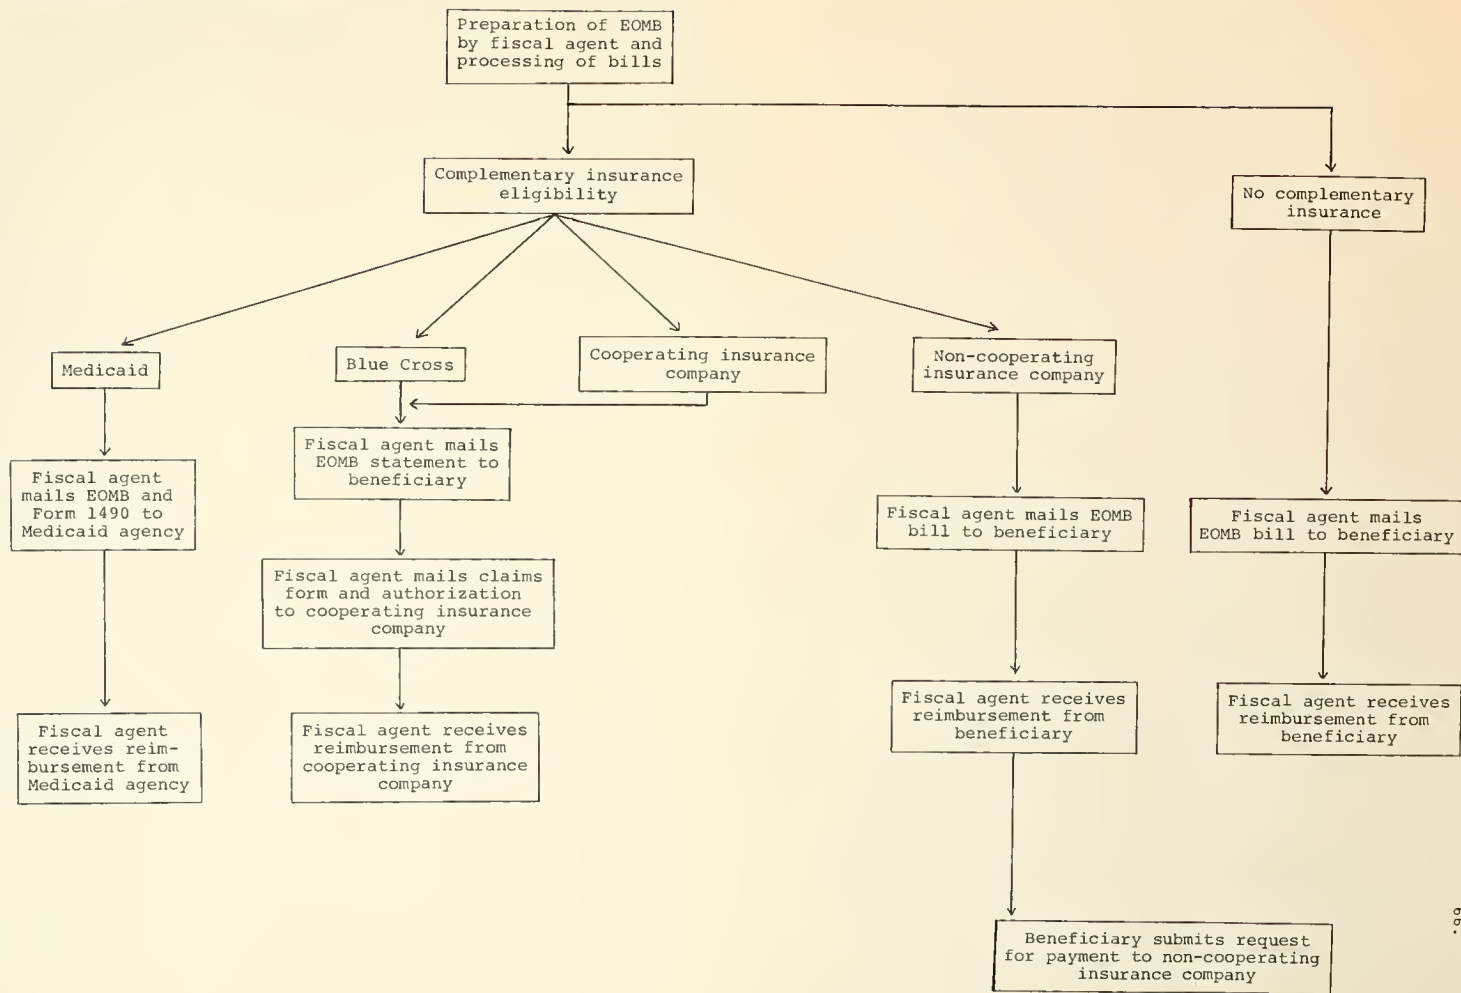 Preparation of EOMB
by fiscal agent and
processing of bills
Complementary insurance
eligibility
No complementary
insurance
Medicaid
Blue Cross
Cooperating insurance
company
Non-cooperating
insurance company
Fiscal agent
mails EOMB and
Form 1490 to
Medicaid agency
Fiscal agent mails
EOMB statement to
beneficiary
Fiscal agent mails EOMB
bill to beneficiary
Fiscal agent mails
EOMB bill to beneficiary
Fiscal agent mails claims
form and authorization
to cooperating insurance
company
Fiscal agent
receives reim-
bursement from
Medicaid agency
Fiscal agent receives
reimbursement from
cooperating insurance
company
Fiscal agent receives
reimbursement from
beneficiary
Fiscal agent receives
reimbursement from
beneficiary
Beneficiary submits request
for payment to non-cooperating
insurance company